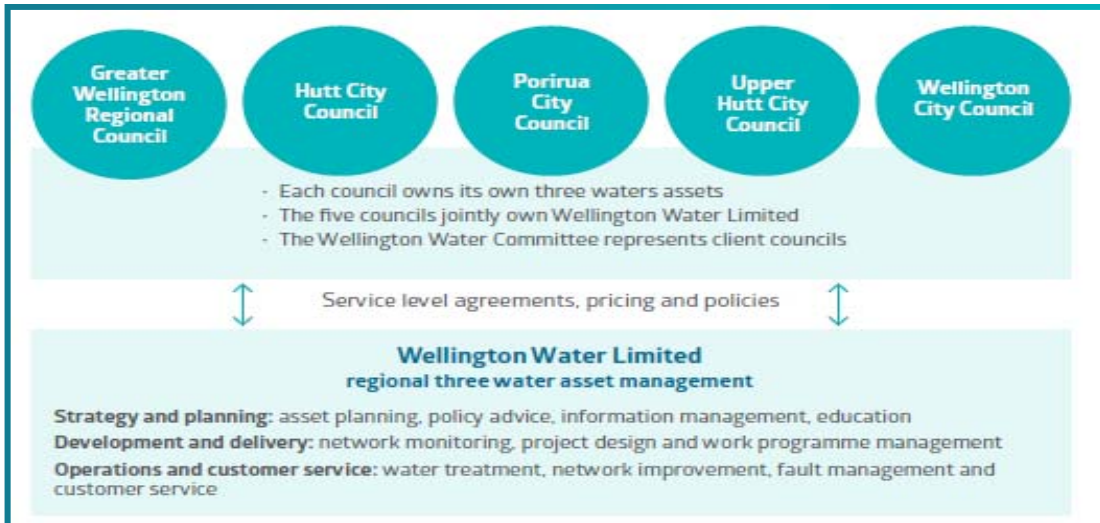 Greater
Wellington
Regional
Council
Hutt City
Council
Porirua
City
Council
Upper
Hutt City
Council
Wellington
City Council
- Each council owns its own three waters assets
- The five councils jointly own Wellington Water Limited
- The Wellington Water Committee represents client councils
Service level agreements, pricing and policies
Wellington Water Limited
regional three water asset management
Strategy and planning: asset planning, policy advice, information management, education
Development and delivery: network monitoring, project design and work programme management
Operations and customer service: water treatment, network improvement, fault management and
customer service